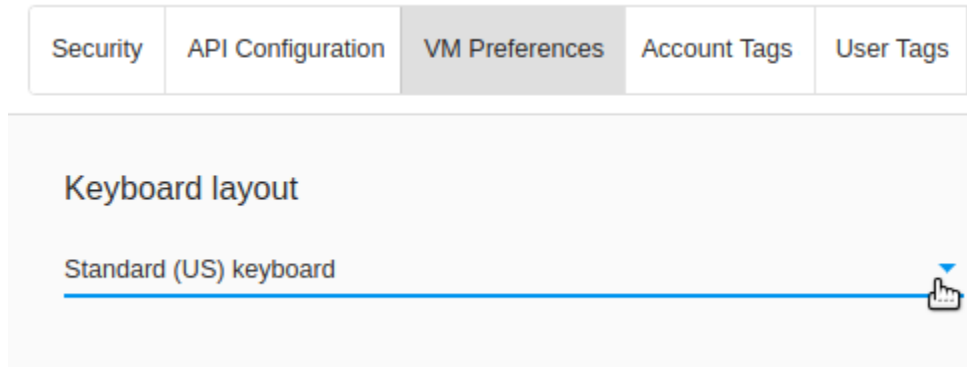 Security API Configuration VM Preferences Account Tags User Tags
Keyboard layout
Standard (US) keyboard